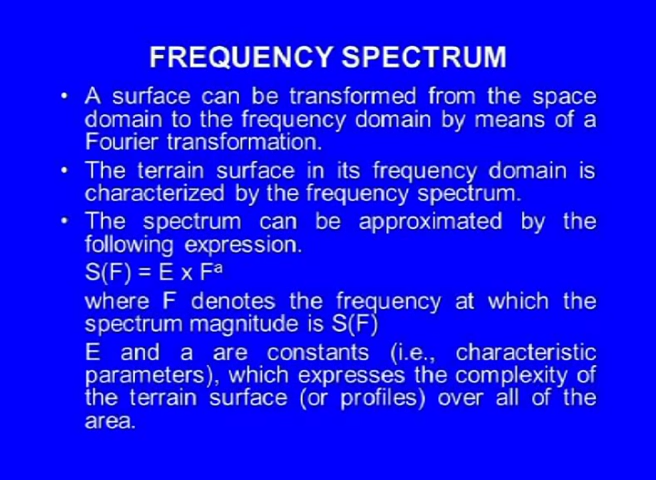 FREQUENCY SPECTRUM
• A surface can be transformed from the space
domain to the frequency domain by means of a
Fourier transformation.
• The terrain surface in its frequency domain is
characterized by the frequency spectrum.
• The spectrum can be approximated by the
following expression.
S(F) = E x Fᵃ
where F denotes the frequency at which the
spectrum magnitude is S(F)
E and a are constants (i.e., characteristic
parameters), which expresses the complexity of
the terrain surface (or profiles) over all of the
area.